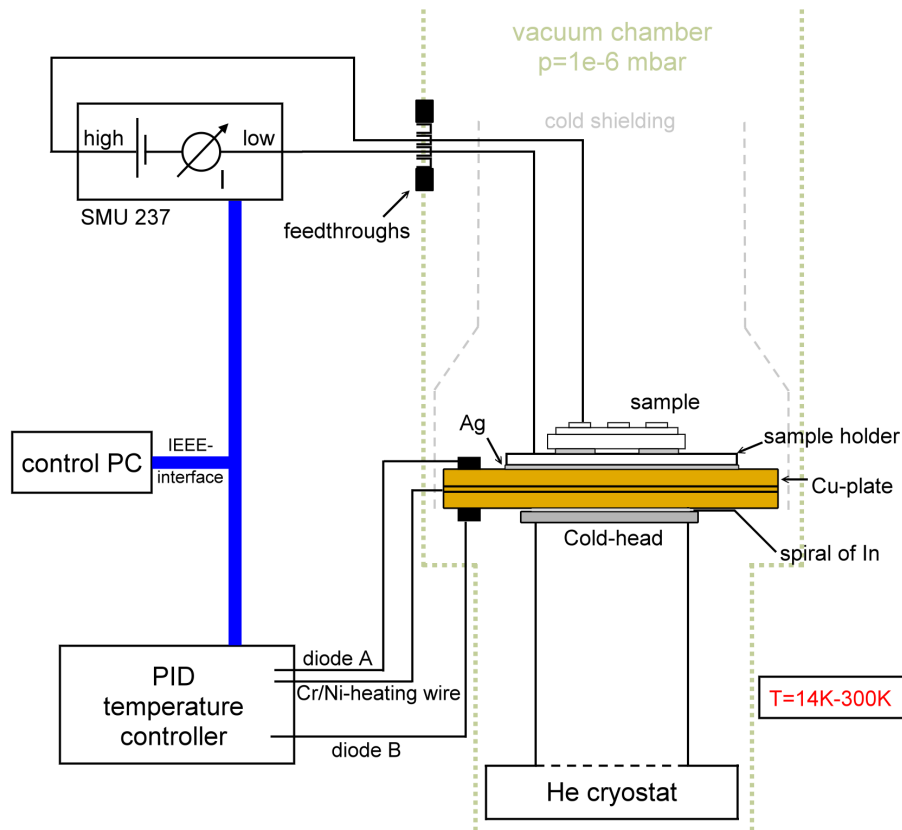 vacuum chamber
p=1e-6 mbar
cold shielding
high
low
I
SMU 237
feedthroughs
sample
Ag
sample holder
Cu-plate
IEEE-
interface
control PC
Cold-head
spiral of In
diode A
Cr/Ni-heating wire
diode B
PID
temperature
controller
T=14K-300K
He cryostat